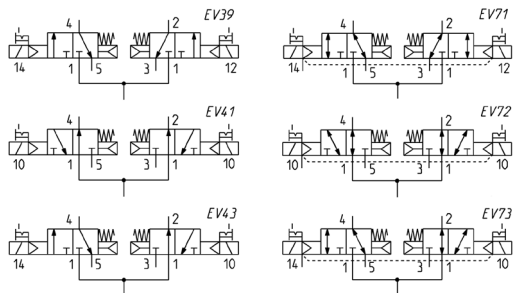 4 2 EV39
14 1 5 3 1 12
4 2 EV71
14 1 5 3 1 12
4 2 EV41
10 1 5 3 1 10
4 2 EV72
10 1 5 3 1 10
4 2 EV43
14 1 5 3 1 10
4 2 EV73
14 1 5 3 1 10